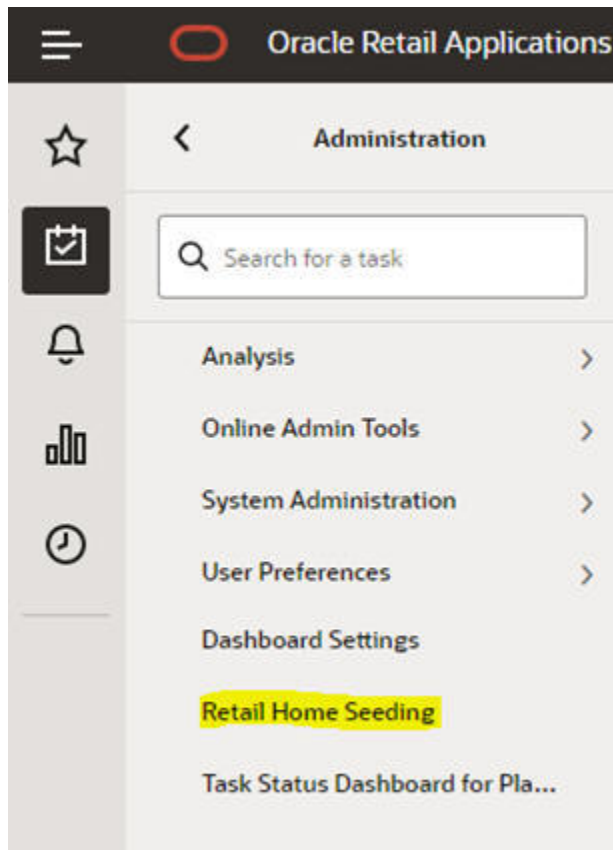 Oracle Retail Applications
Administration
Search for a task
Analysis
Online Admin Tools
System Administration
User Preferences
Dashboard Settings
Retail Home Seeding
Task Status Dashboard for Pla...